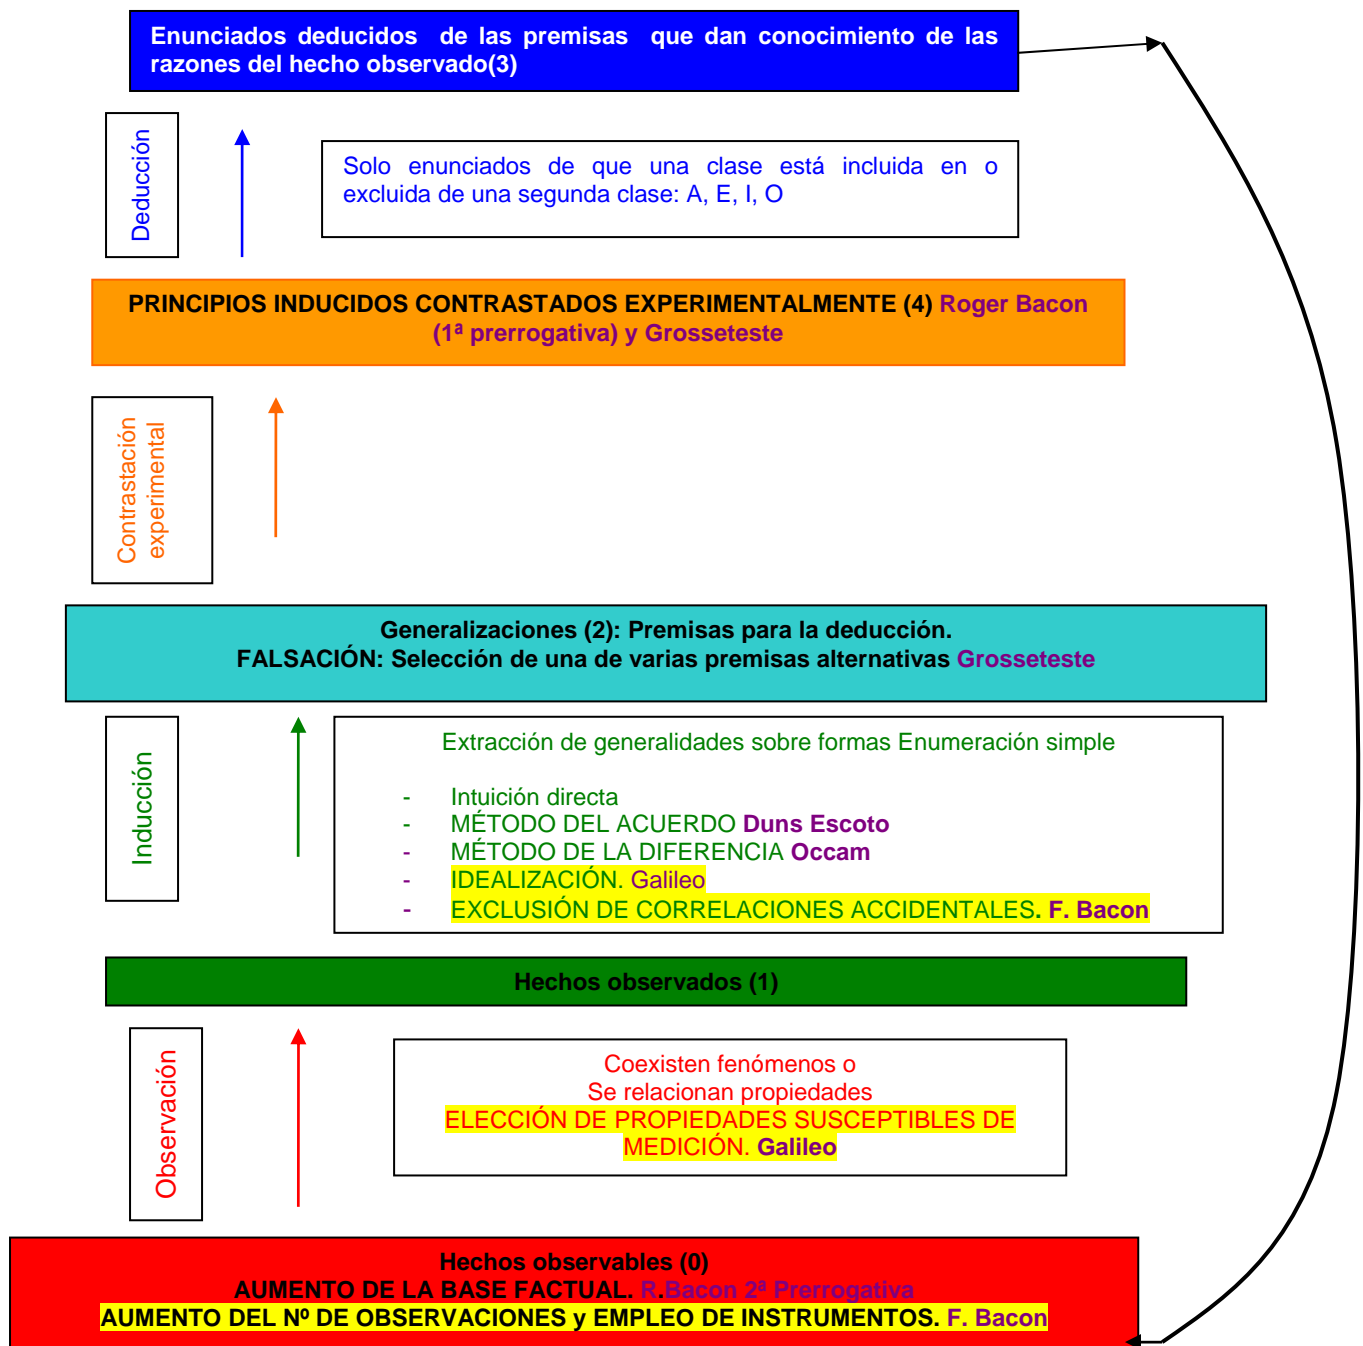 Enunciados deducidos de las premisas que dan conocimiento de las
razones del hecho observado(3)
Deducción
Solo enunciados de que una clase está incluida en o
excluida de una segunda clase: A, E, I, O
PRINCIPIOS INDUCIDOS CONTRASTADOS EXPERIMENTALMENTE (4) Roger Bacon
(1ª prerrogativa) y Grosseteste
Contrastación
experimental
Generalizaciones (2): Premisas para la deducción.
FALSACIÓN: Selección de una de varias premisas alternativas Grosseteste
Inducción
Extracción de generalidades sobre formas Enumeración simple
- Intuición directa
- MÉTODO DEL ACUERDO Duns Escoto
- MÉTODO DE LA DIFERENCIA Occam
- IDEALIZACIÓN. Galileo
- EXCLUSIÓN DE CORRELACIONES ACCIDENTALES. F. Bacon
Hechos observados (1)
Observación
Coexisten fenómenos o
Se relacionan propiedades
ELECCIÓN DE PROPIEDADES SUSCEPTIBLES DE
MEDICIÓN. Galileo
Hechos observables (0)
AUMENTO DE LA BASE FACTUAL. R.Bacon 2ª Prerrogativa
AUMENTO DEL Nº DE OBSERVACIONES y EMPLEO DE INSTRUMENTOS. F. Bacon